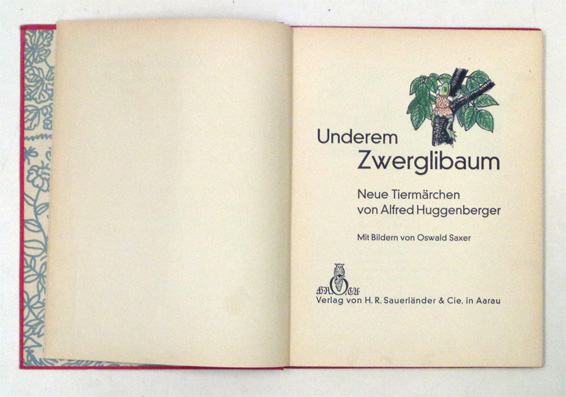 Underem
Zwerglibaum
Neue Tiermärchen
von Alfred Huggenberger
Mit Bildern von Oswald Saxer
Verlag von H. R. Sauerländer & Cie. in Aarau